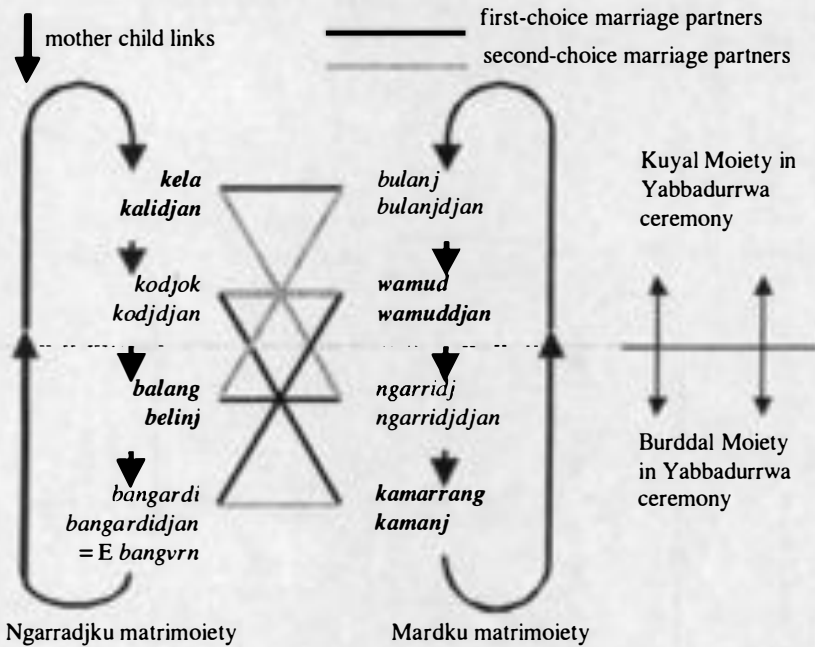 mother child links
first-choice marriage partners
second-choice marriage partners
kela
kalidjan
kodjok
kodjdjan
balang
belinj
bangardi
bangardidjan
= E bangvrn
Ngarradjku matrimoiety
bulanj
bulanjdjan
wamud
wamuddjan
ngarridj
ngarridjdjan
kamarrang
kamanj
Mardku matrimoiety
Kuyal Moiety in
Yabbadurrwa
ceremony
Burddal Moiety
in Yabbadurrwa
ceremony